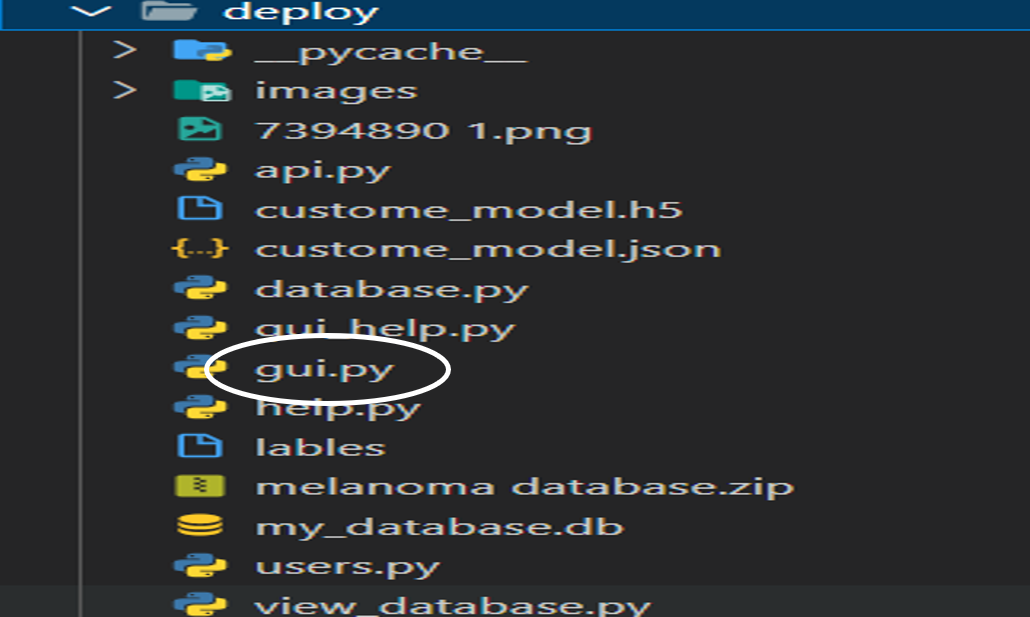 deploy
__pycache__
images
7394890 1.png
api.py
custome_model.h5
custome_model.json
database.py
gui_help.py
gui.py
help.py
lables
melanoma database.zip
my_database.db
users.py
view_database.py